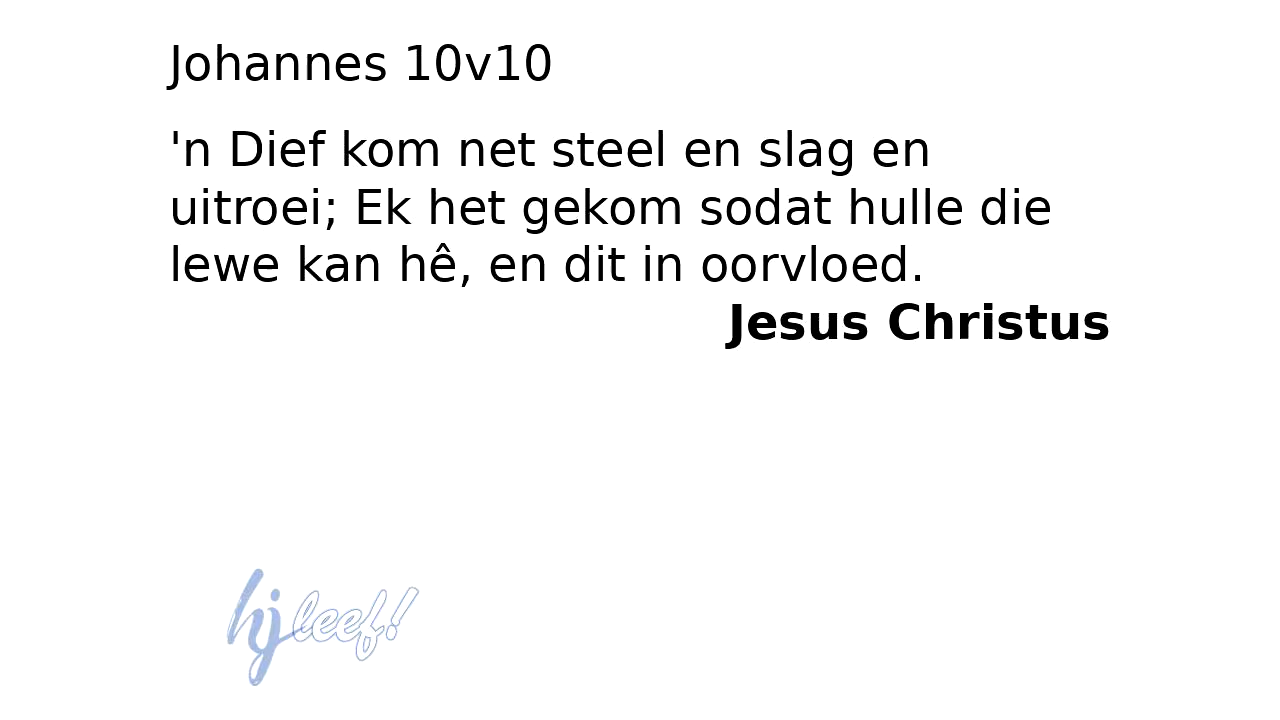 Johannes 10v10
'n Dief kom net steel en slag en
uitroei; Ek het gekom sodat hulle die
lewe kan hê, en dit in oorvloed.
Jesus Christus
hj leef!